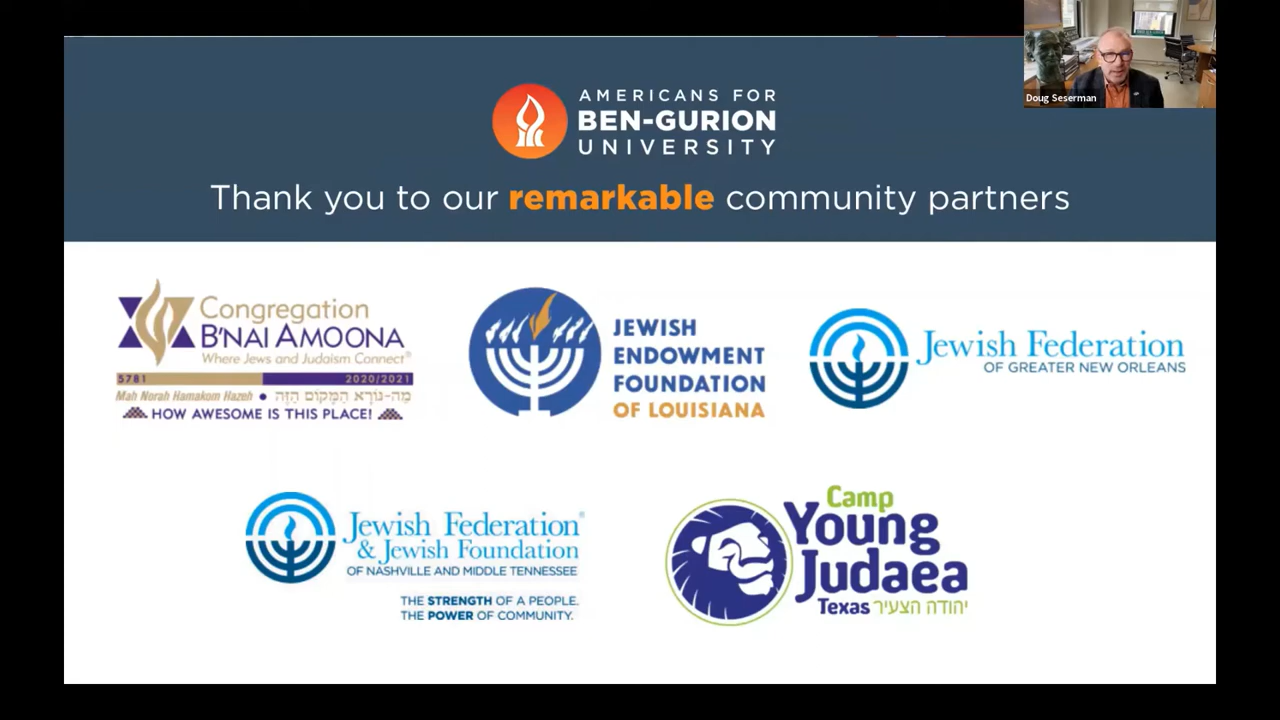 Doug Seserman
AMERICANS FOR
BEN-GURION
UNIVERSITY
Thank you to our remarkable community partners
Congregation
B'NAI AMOONA
Where Jews and Judaism Connect®
5781 2020/2021
Mah Norah Hamakom Hazeh • מַה-נּוֹרָא הַמָּקוֹם הַזֶּה
HOW AWESOME IS THIS PLACE!
JEWISH
ENDOWMENT
FOUNDATION
OF LOUISIANA
Jewish Federation
OF GREATER NEW ORLEANS
Jewish Federation®
& Jewish Foundation
OF NASHVILLE AND MIDDLE TENNESSEE
THE STRENGTH OF A PEOPLE.
THE POWER OF COMMUNITY.
Camp
Young
Judaea
Texas יהודה הצעיר